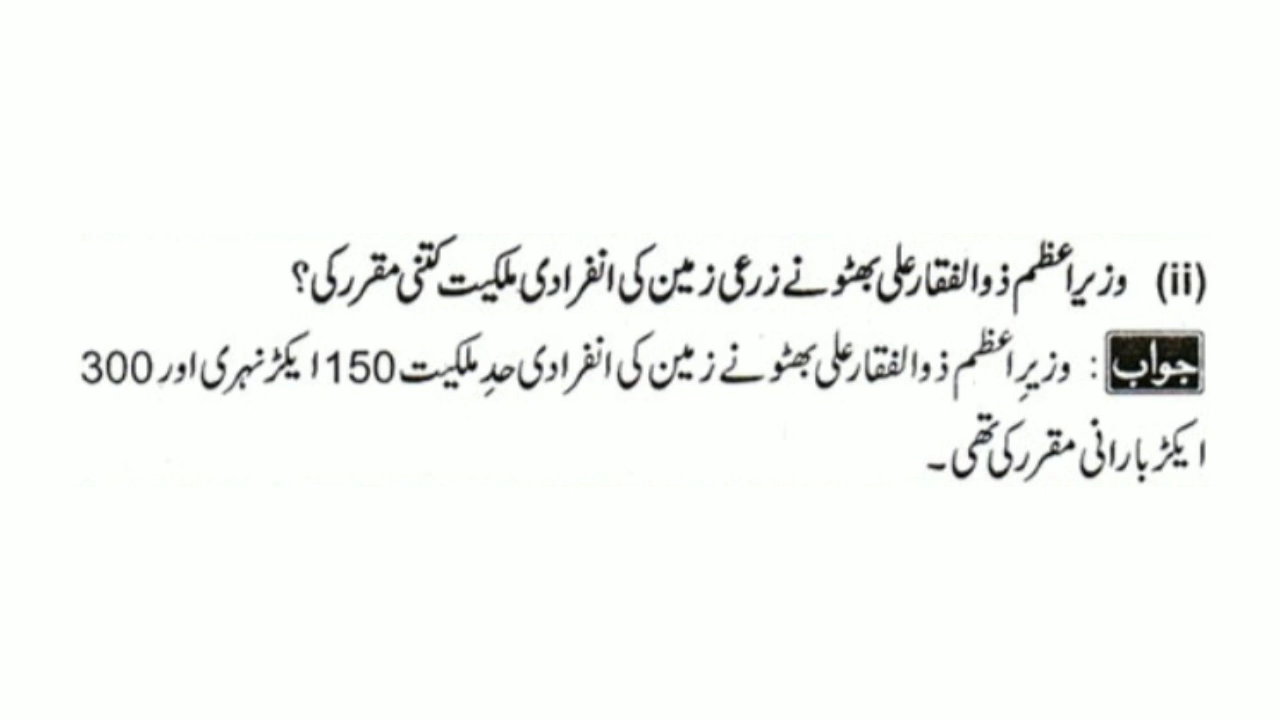 (ii) وزیراعظم ذوالفقار علی بھٹو نے زرعی زمین کی انفرادی ملکیت کتنی مقرر کی؟
جواب : وزیرِاعظم ذوالفقار علی بھٹو نے زمین کی انفرادی حدِ ملکیت 150 ایکڑ نہری اور 300
ایکڑ بارانی مقرر کی تھی۔